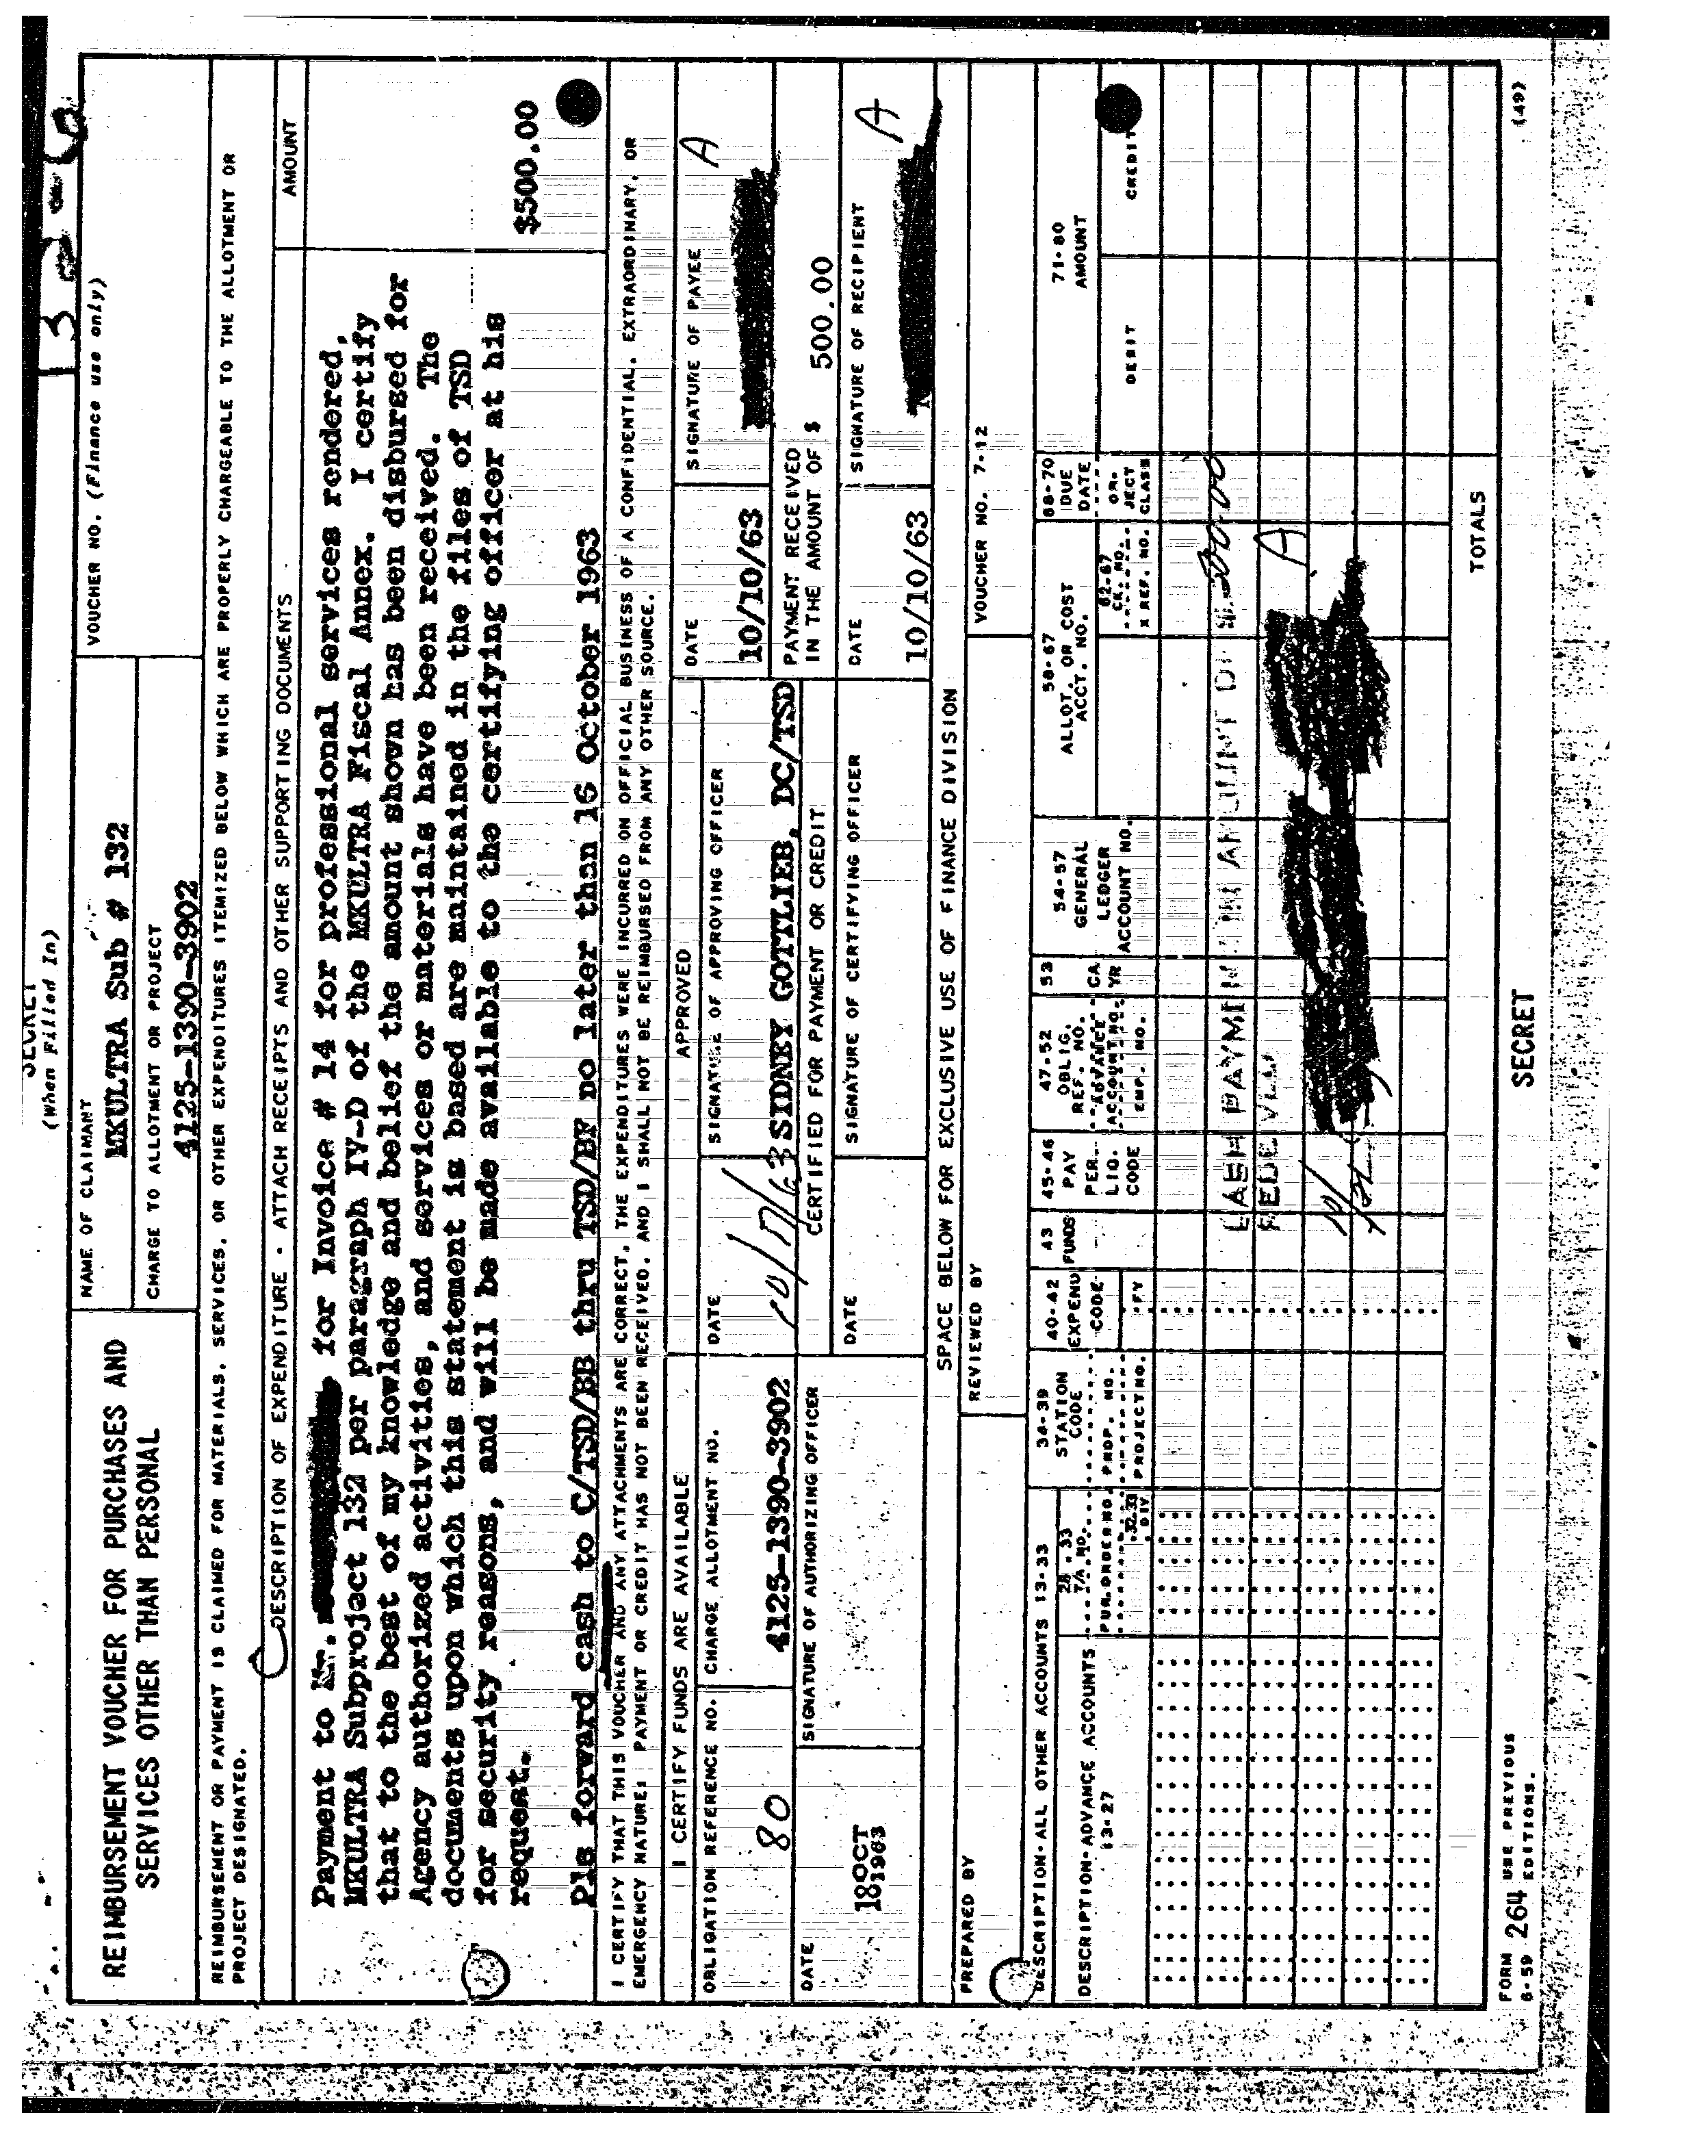 SECRET
(When Filled In)
132-6
REIMBURSEMENT VOUCHER FOR PURCHASES AND
SERVICES OTHER THAN PERSONAL
NAME OF CLAIMANT
MKULTRA Sub # 132
CHARGE TO ALLOTMENT OR PROJECT
4125-1390-3902
VOUCHER NO. (Finance use only)
REIMBURSEMENT OR PAYMENT IS CLAIMED FOR MATERIALS, SERVICES, OR OTHER EXPENDITURES ITEMIZED BELOW WHICH ARE PROPERLY CHARGEABLE TO THE ALLOTMENT OR
PROJECT DESIGNATED.
DESCRIPTION OF EXPENDITURE - ATTACH RECEIPTS AND OTHER SUPPORTING DOCUMENTS
AMOUNT
Payment to Mr. for Invoice # 14 for professional services rendered,
MKULTRA Subproject 132 per paragraph IV-D of the MKULTRA Fiscal Annex. I certify
that to the best of my knowledge and belief the amount shown has been disbursed for
Agency authorized activities, and services or materials have been received. The
documents upon which this statement is based are maintained in the files of TSD
for security reasons, and will be made available to the certifying officer at his
request.
$500.00
Pls forward cash to C/TSD/BB thru TSD/BF no later than 16 October 1963
I CERTIFY THAT THIS VOUCHER AND ANY ATTACHMENTS ARE CORRECT, THE EXPENDITURES WERE INCURRED ON OFFICIAL BUSINESS OF A CONFIDENTIAL, EXTRAORDINARY, OR
EMERGENCY NATURE; PAYMENT OR CREDIT HAS NOT BEEN RECEIVED, AND I SHALL NOT BE REIMBURSED FROM ANY OTHER SOURCE.
I CERTIFY FUNDS ARE AVAILABLE
APPROVED
DATE
10/10/63
SIGNATURE OF PAYEE
A
OBLIGATION REFERENCE NO.
80
CHARGE ALLOTMENT NO.
4125-1390-3902
DATE
10/17/63
SIGNATURE OF APPROVING OFFICER
SIDNEY GOTTLIEB, DC/TSD
PAYMENT RECEIVED
IN THE AMOUNT OF $ 500.00
DATE
18 OCT
1963
SIGNATURE OF AUTHORIZING OFFICER
CERTIFIED FOR PAYMENT OR CREDIT
DATE
SIGNATURE OF CERTIFYING OFFICER
DATE
10/10/63
SIGNATURE OF RECIPIENT
A
SPACE BELOW FOR EXCLUSIVE USE OF FINANCE DIVISION
PREPARED BY
REVIEWED BY
VOUCHER NO. 7-12
DESCRIPTION-ALL OTHER ACCOUNTS 13-33
DESCRIPTION-ADVANCE ACCOUNTS
13-27
28-33
T/A NO.
PUR.ORDER NO.
32-33
DIV
34-39
STATION
CODE
PROP. NO.
PROJECT NO.
40-42
EXPEND
CODE
FY
43
FUNDS
45-46
PAY
PER.
LIQ.
CODE
47-52
OBLIG.
REF. NO.
ADVANCE
ACCOUNT NO.
EMP. NO.
53
CA
YR
54-57
GENERAL
LEDGER
ACCOUNT NO.
58-67
ALLOT. OR COST
ACCT. NO.
62-67
CK. NO.
X REF. NO.
68-70
DUE
DATE
OR.
JECT
CLASS
71-80
AMOUNT
DEBIT
CREDIT
PAYMENT IN AMOUNT OF $
A
TOTALS
FORM
6-59
264
USE PREVIOUS
EDITIONS.
SECRET
(49)